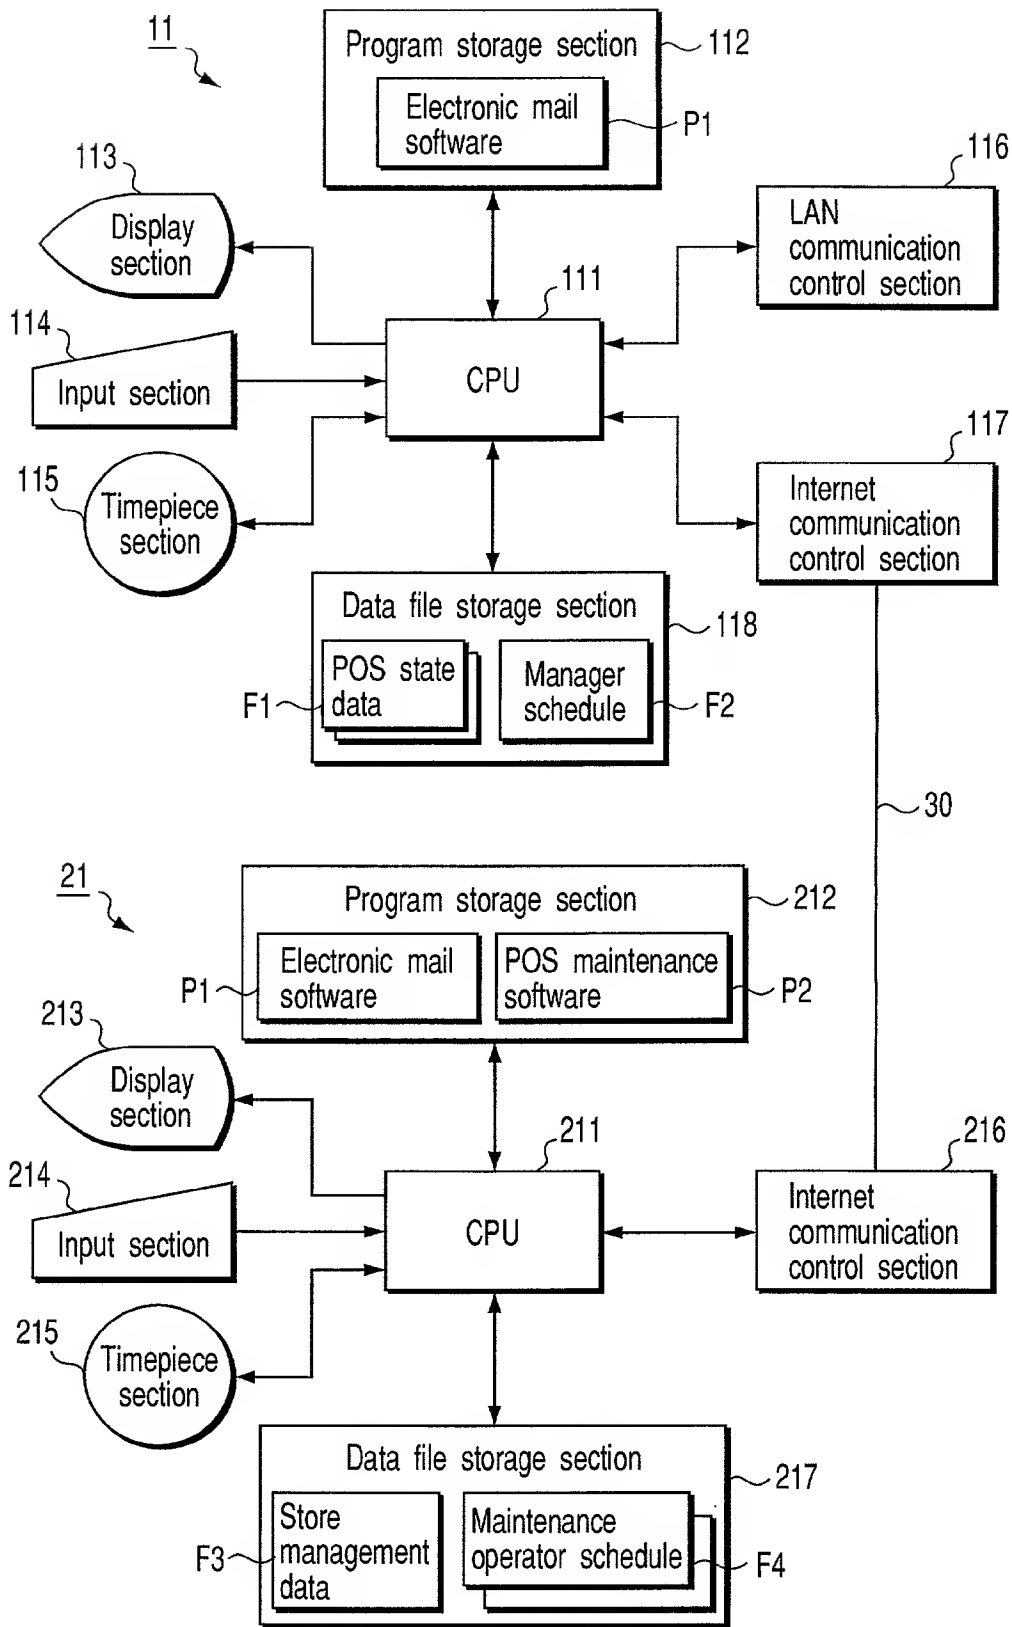 11
Program storage section
112
Electronic mail
software
P1
113
Display
section
116
LAN
communication
control section
111
CPU
114
Input section
117
Internet
communication
control section
115
Timepiece
section
Data file storage section
118
POS state
data
F1
Manager
schedule
F2
30
21
Program storage section
212
Electronic mail
software
P1
POS maintenance
software
P2
213
Display
section
211
CPU
216
Internet
communication
control section
214
Input section
215
Timepiece
section
Data file storage section
217
Store
management
data
F3
Maintenance
operator schedule
F4